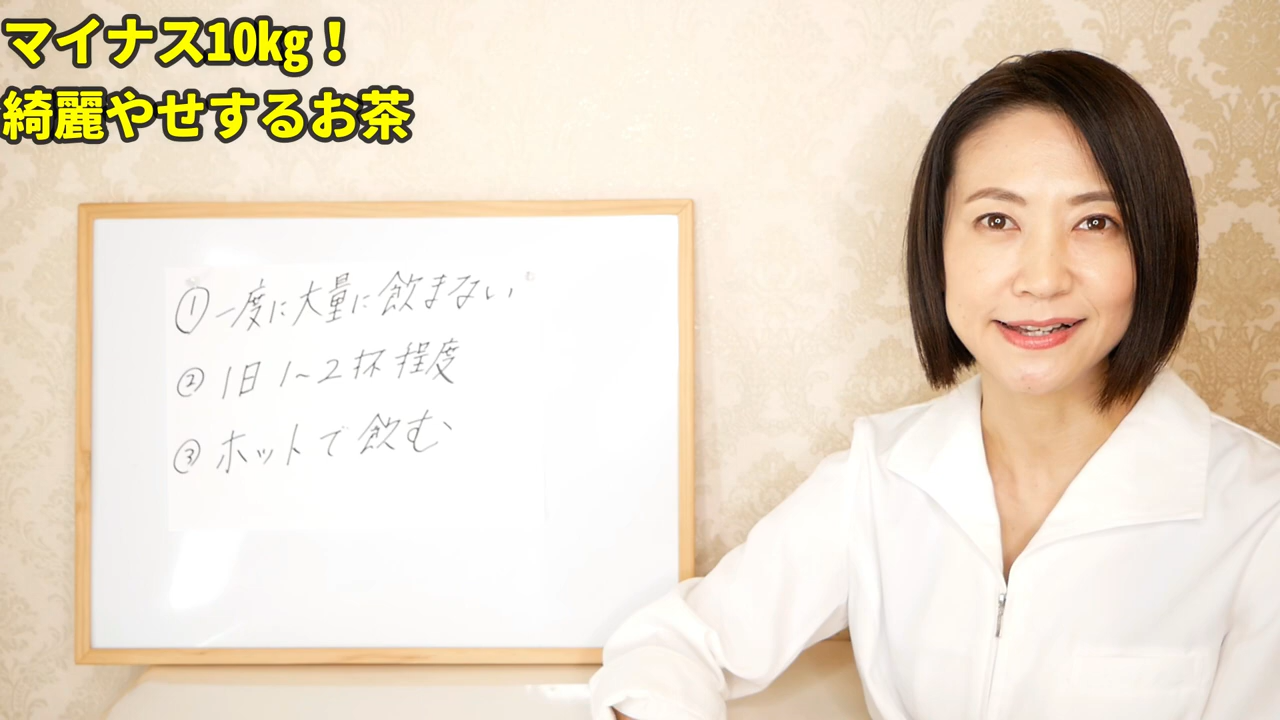 マイナス10kg！
綺麗やせするお茶
①一度に大量に飲まない。
②1日1〜2杯程度
③ホットで飲む